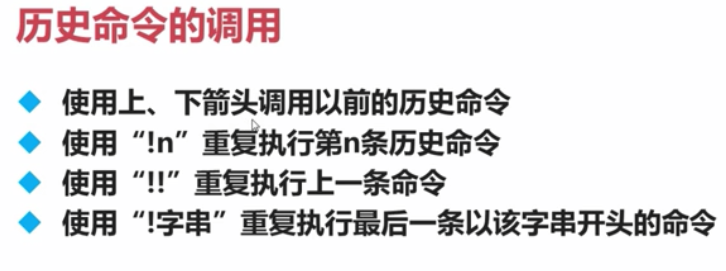 历史命令的调用
使用上、下箭头调用以前的历史命令
使用“!n”重复执行第n条历史命令
使用“!!”重复执行上一条命令
使用“!字串”重复执行最后一条以该字串开头的命令